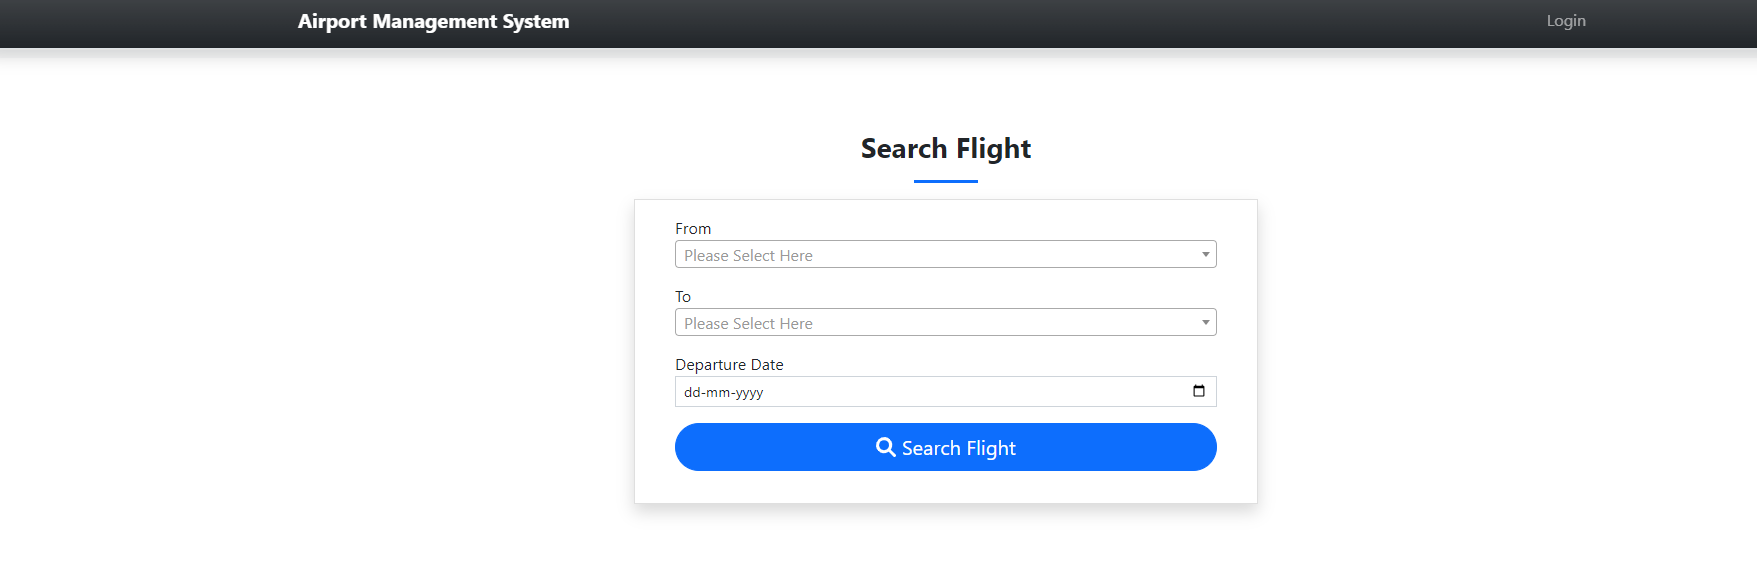 Airport Management System Login
Search Flight
From
Please Select Here
To
Please Select Here
Departure Date
dd-mm-yyyy
Search Flight